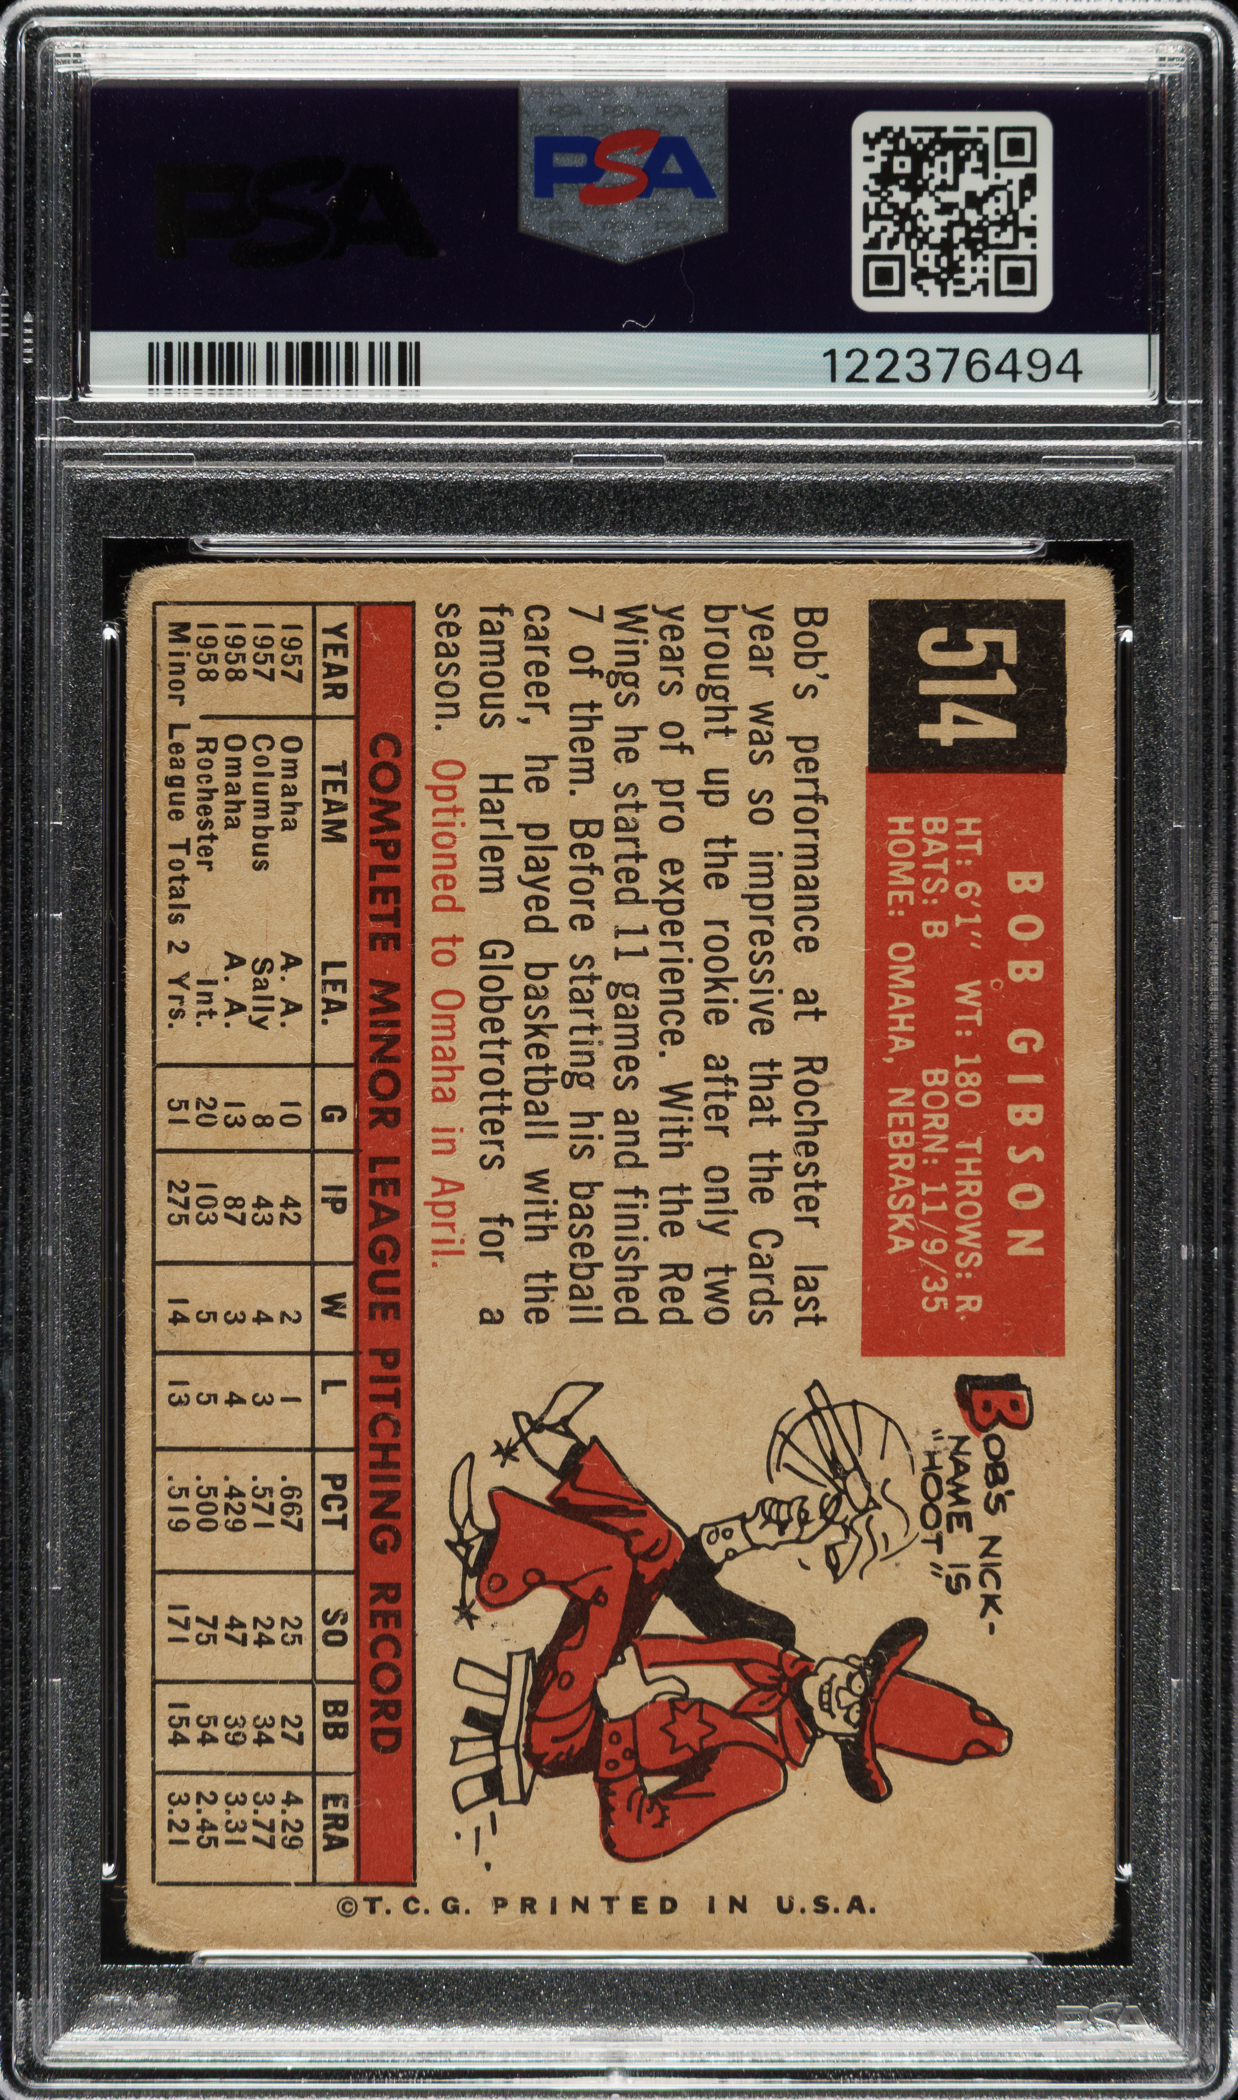 PSA
PSA
122376494
514
BOB GIBSON
HT: 6'1" WT: 180 THROWS: R.
BATS: B BORN: 11/9/35
HOME: OMAHA, NEBRASKA
Bob's performance at Rochester last
year was so impressive that the Cards
brought up the rookie after only two
years of pro experience. With the Red
Wings he started 11 games and finished
7 of them. Before starting his baseball
career, he played basketball with the
famous Harlem Globetrotters for a
season. Optioned to Omaha in April.
BOB'S NICK-
NAME IS
"HOOT"
COMPLETE MINOR LEAGUE PITCHING RECORD
YEAR TEAM LEA. G IP W L PCT SO BB ERA
1957 Omaha A. A. 10 42 2 1 .667 25 27 4.29
1957 Columbus Sally 8 43 4 3 .571 24 34 3.77
1958 Omaha A. A. 13 87 3 4 .429 47 39 3.31
1958 Rochester Int. 20 103 5 5 .500 75 54 2.45
Minor League Totals 2 Yrs. 51 275 14 13 .519 171 154 3.21
©T.C.G. PRINTED IN U.S.A.
PSA